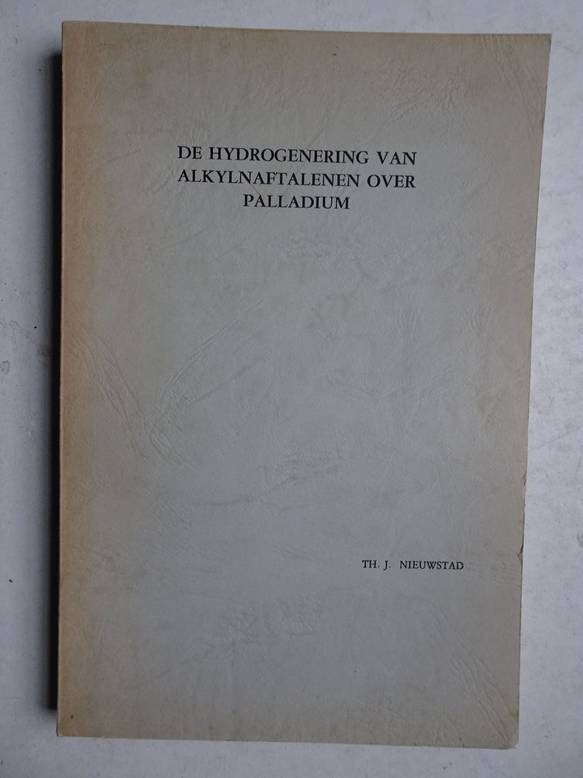 DE HYDROGENERING VAN
ALKYLNAFTALENEN OVER
PALLADIUM
TH. J. NIEUWSTAD